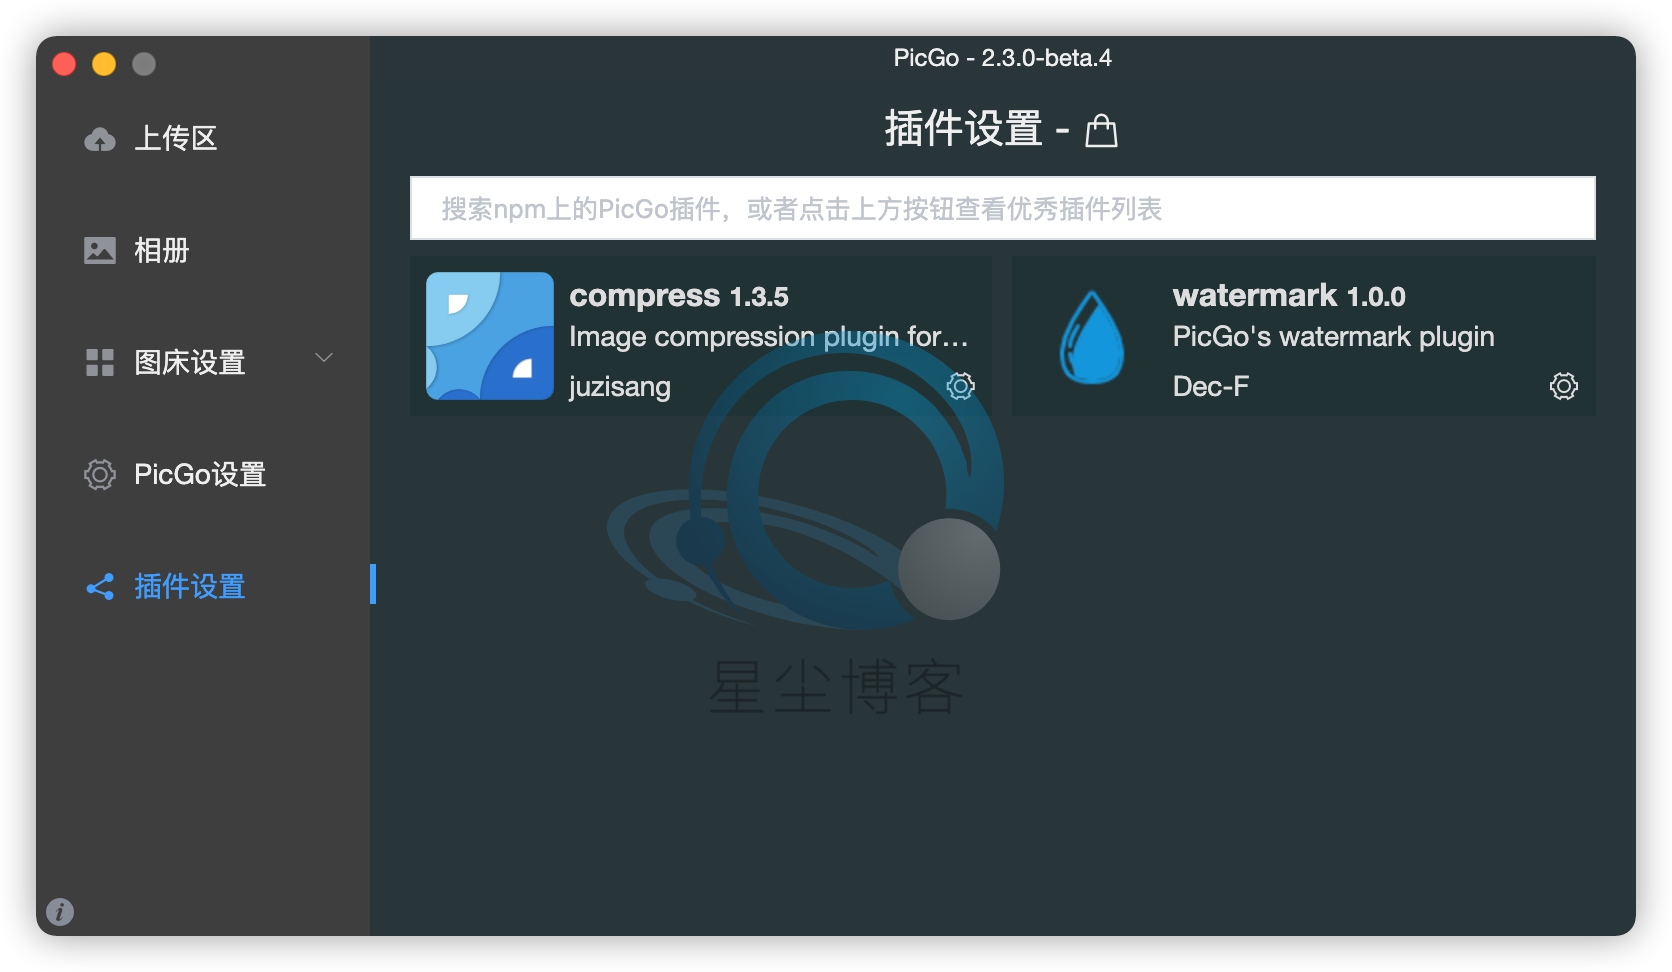 PicGo - 2.3.0-beta.4
上传区
相册
图床设置
PicGo设置
插件设置
插件设置 -
搜索npm上的PicGo插件，或者点击上方按钮查看优秀插件列表
compress 1.3.5
Image compression plugin for...
juzisang
watermark 1.0.0
PicGo's watermark plugin
Dec-F
星尘博客